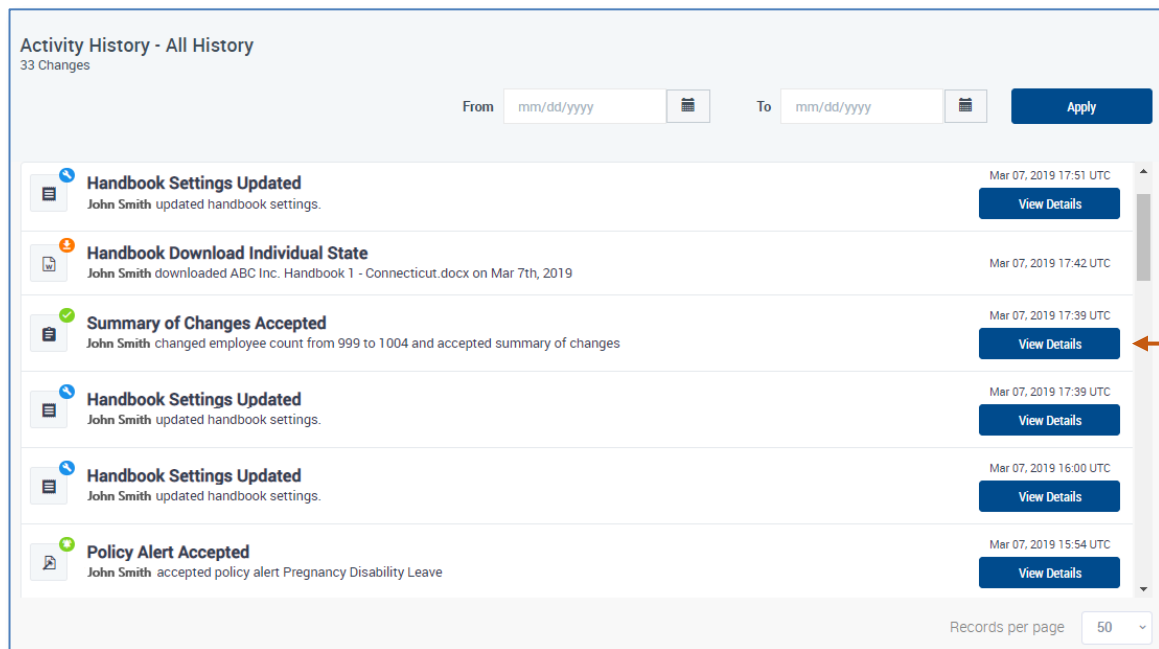 Activity History - All History
33 Changes
From mm/dd/yyyy To mm/dd/yyyy Apply
Mar 07, 2019 17:51 UTC
Handbook Settings Updated
John Smith updated handbook settings.
View Details
Handbook Download Individual State
John Smith downloaded ABC Inc. Handbook 1 - Connecticut.docx on Mar 7th, 2019
Mar 07, 2019 17:42 UTC
Mar 07, 2019 17:39 UTC
Summary of Changes Accepted
John Smith changed employee count from 999 to 1004 and accepted summary of changes
View Details
Mar 07, 2019 17:39 UTC
Handbook Settings Updated
John Smith updated handbook settings.
View Details
Mar 07, 2019 16:00 UTC
Handbook Settings Updated
John Smith updated handbook settings.
View Details
Mar 07, 2019 15:54 UTC
Policy Alert Accepted
John Smith accepted policy alert Pregnancy Disability Leave
View Details
Records per page 50